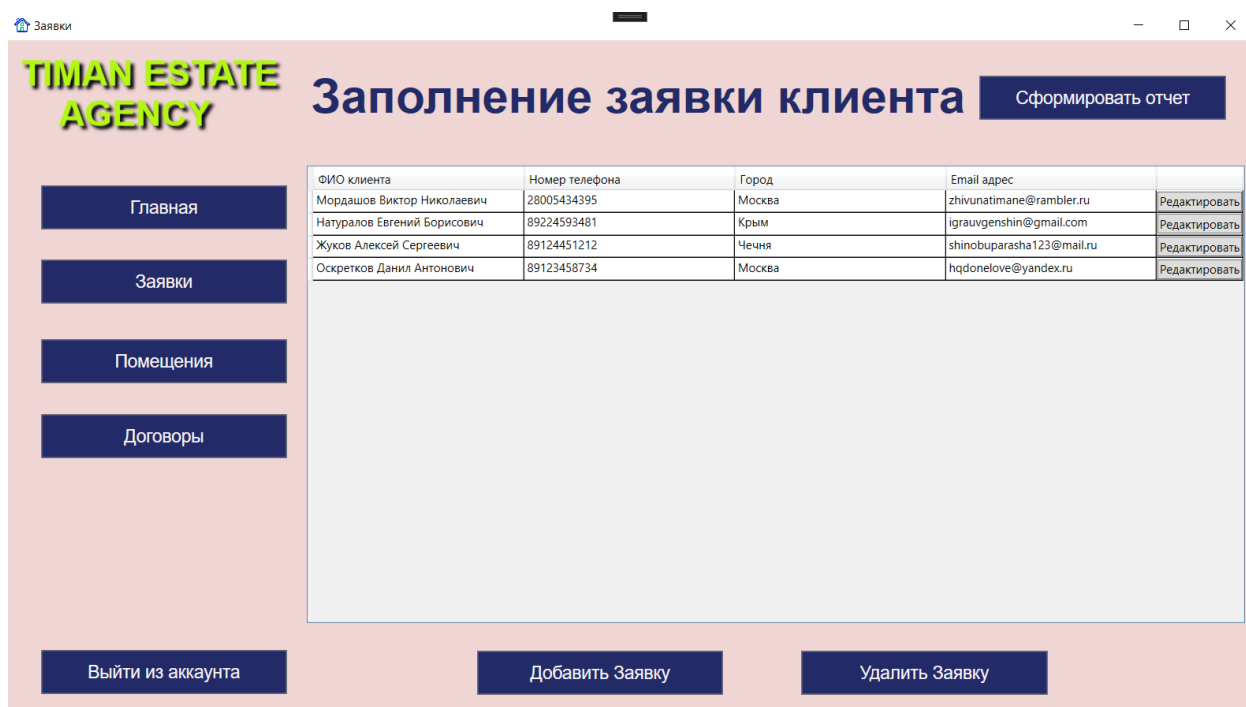 Заявки
TIMAN ESTATE
AGENCY
Заполнение заявки клиента
Сформировать отчет
Главная
Заявки
Помещения
Договоры
ФИО клиента Номер телефона Город Email адрес
Мордашов Виктор Николаевич 28005434395 Москва zhivunatimane@rambler.ru Редактировать
Натуралов Евгений Борисович 89224593481 Крым igrauvgenshin@gmail.com Редактировать
Жуков Алексей Сергеевич 89124451212 Чечня shinobuparasha123@mail.ru Редактировать
Оскретков Данил Антонович 89123458734 Москва hqdonelove@yandex.ru Редактировать
Выйти из аккаунта
Добавить Заявку
Удалить Заявку